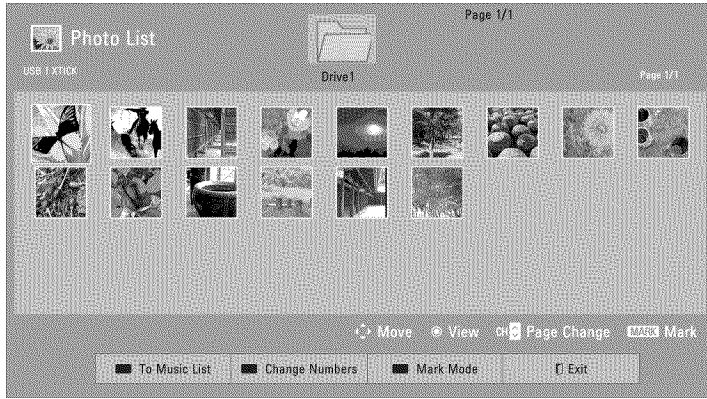 Page 1/1
Photo List
USB 1 XTICK
Drive1
Page 1/1
Move View CH Page Change MARK Mark
To Music List Change Numbers Mark Mode Exit